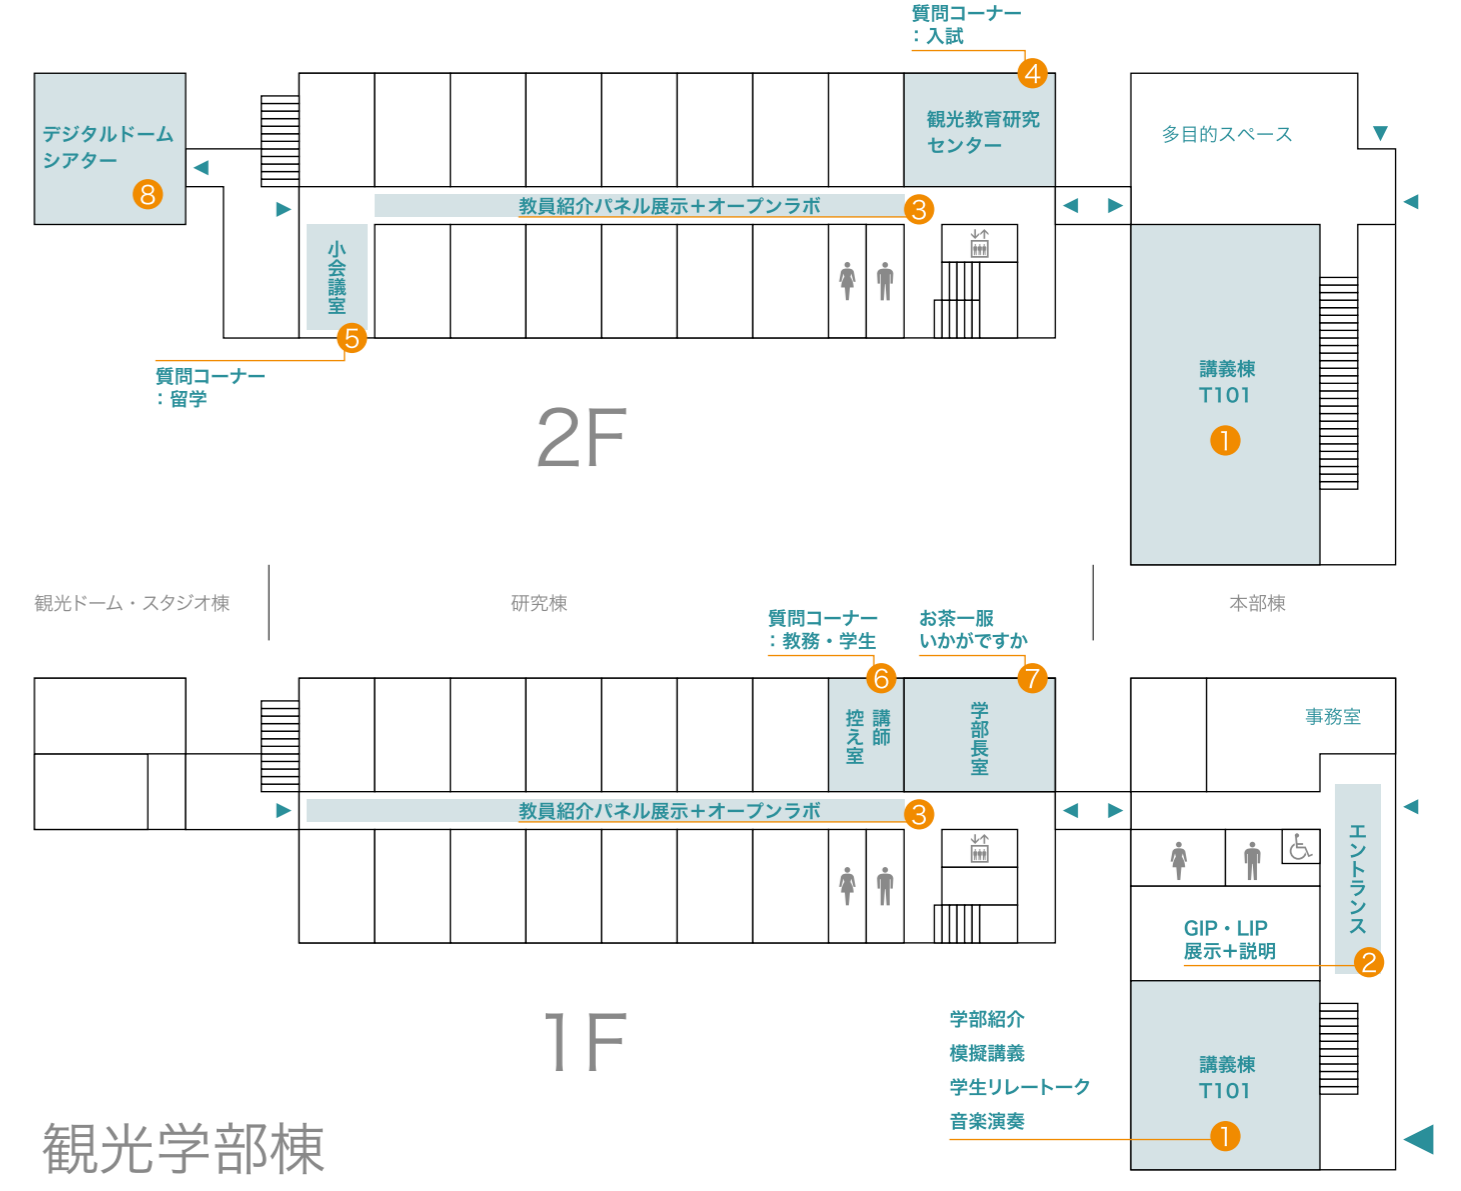 質問コーナー
：入試
4
デジタルドーム
シアター
8
観光教育研究
センター
多目的スペース
教員紹介パネル展示＋オープンラボ
3
小会議室
5
質問コーナー
：留学
講義棟
T101
1
2F
観光ドーム・スタジオ棟
研究棟
本部棟
質問コーナー
：教務・学生
6
お茶一服
いかがですか
7
講師
控え室
学部長室
事務室
教員紹介パネル展示＋オープンラボ
3
エントランス
GIP・LIP
展示＋説明
2
学部紹介
模擬講義
学生リレートーク
音楽演奏
講義棟
T101
1
1F
観光学部棟